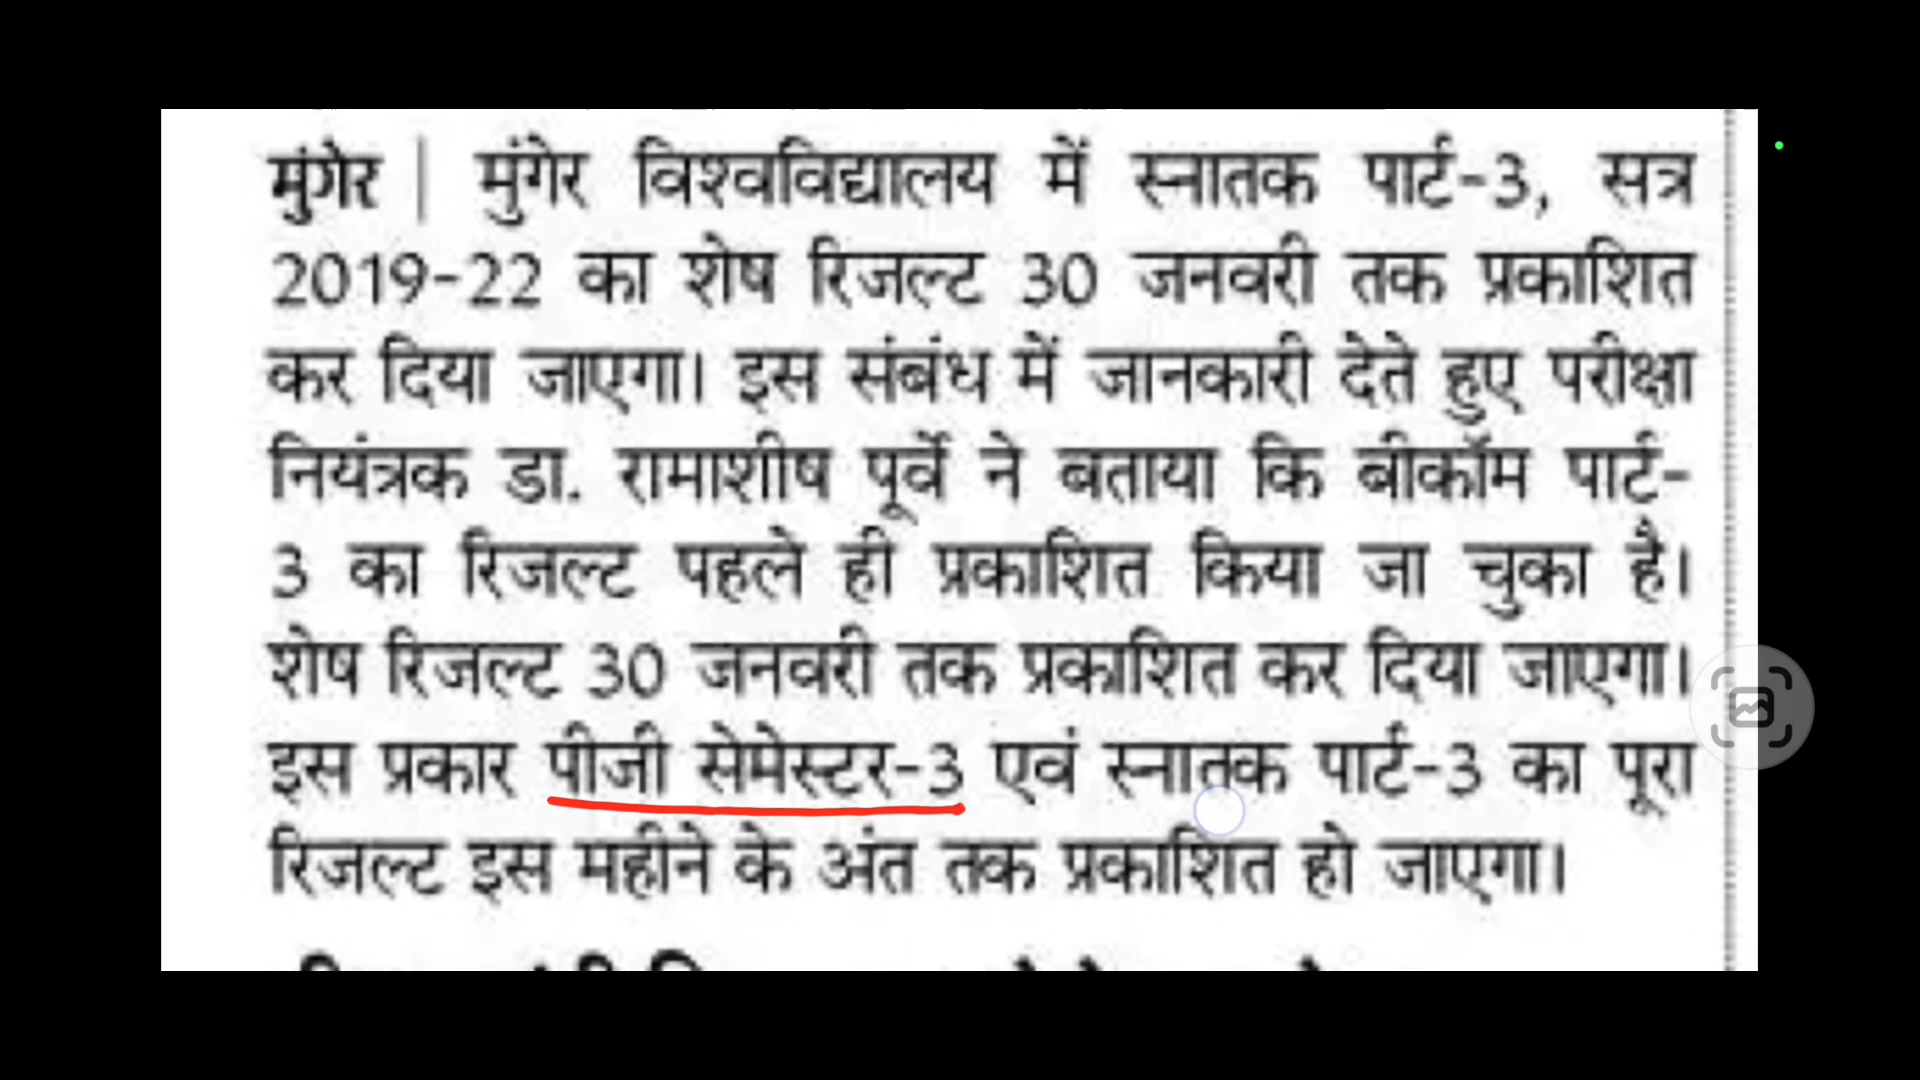 मुंगेर | मुंगेर विश्वविद्यालय में स्नातक पार्ट-3, सत्र
2019-22 का शेष रिजल्ट 30 जनवरी तक प्रकाशित
कर दिया जाएगा। इस संबंध में जानकारी देते हुए परीक्षा
नियंत्रक डा. रामाशीष पूर्वे ने बताया कि बीकॉम पार्ट-
3 का रिजल्ट पहले ही प्रकाशित किया जा चुका है।
शेष रिजल्ट 30 जनवरी तक प्रकाशित कर दिया जाएगा।
इस प्रकार पीजी सेमेस्टर-3 एवं स्नातक पार्ट-3 का पूरा
रिजल्ट इस महीने के अंत तक प्रकाशित हो जाएगा।